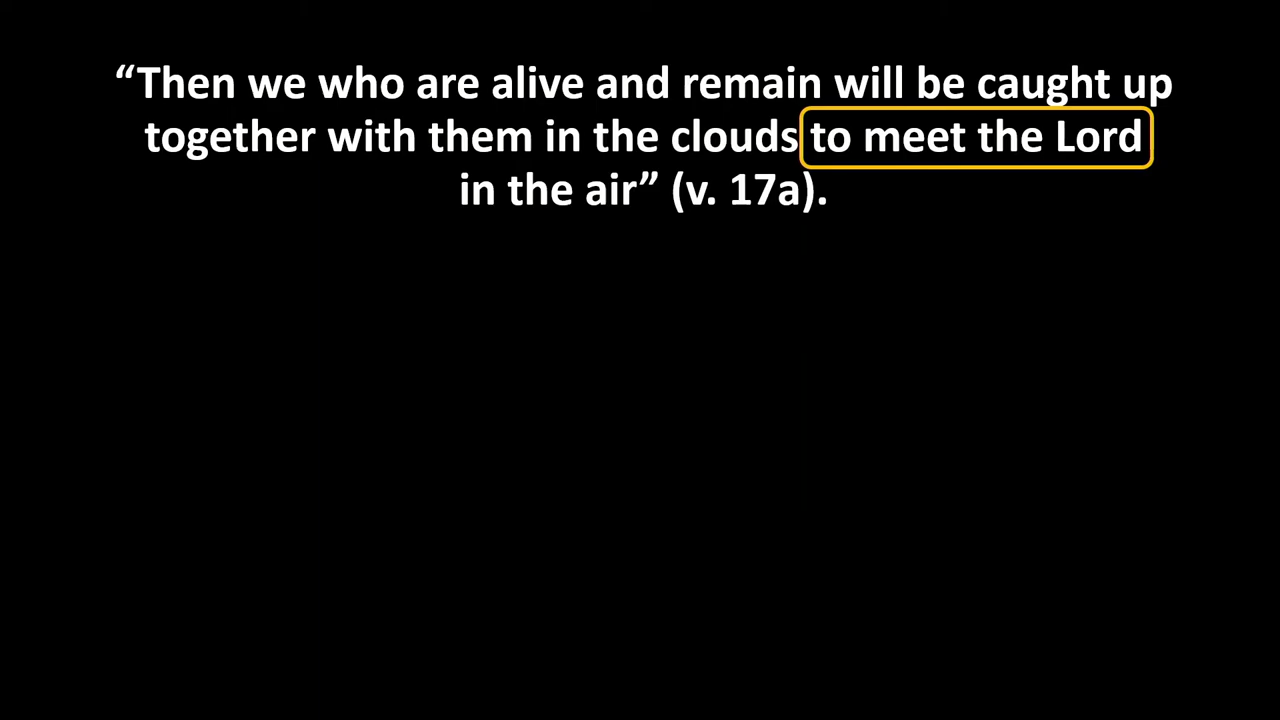 “Then we who are alive and remain will be caught up
together with them in the clouds to meet the Lord
in the air” (v. 17a).